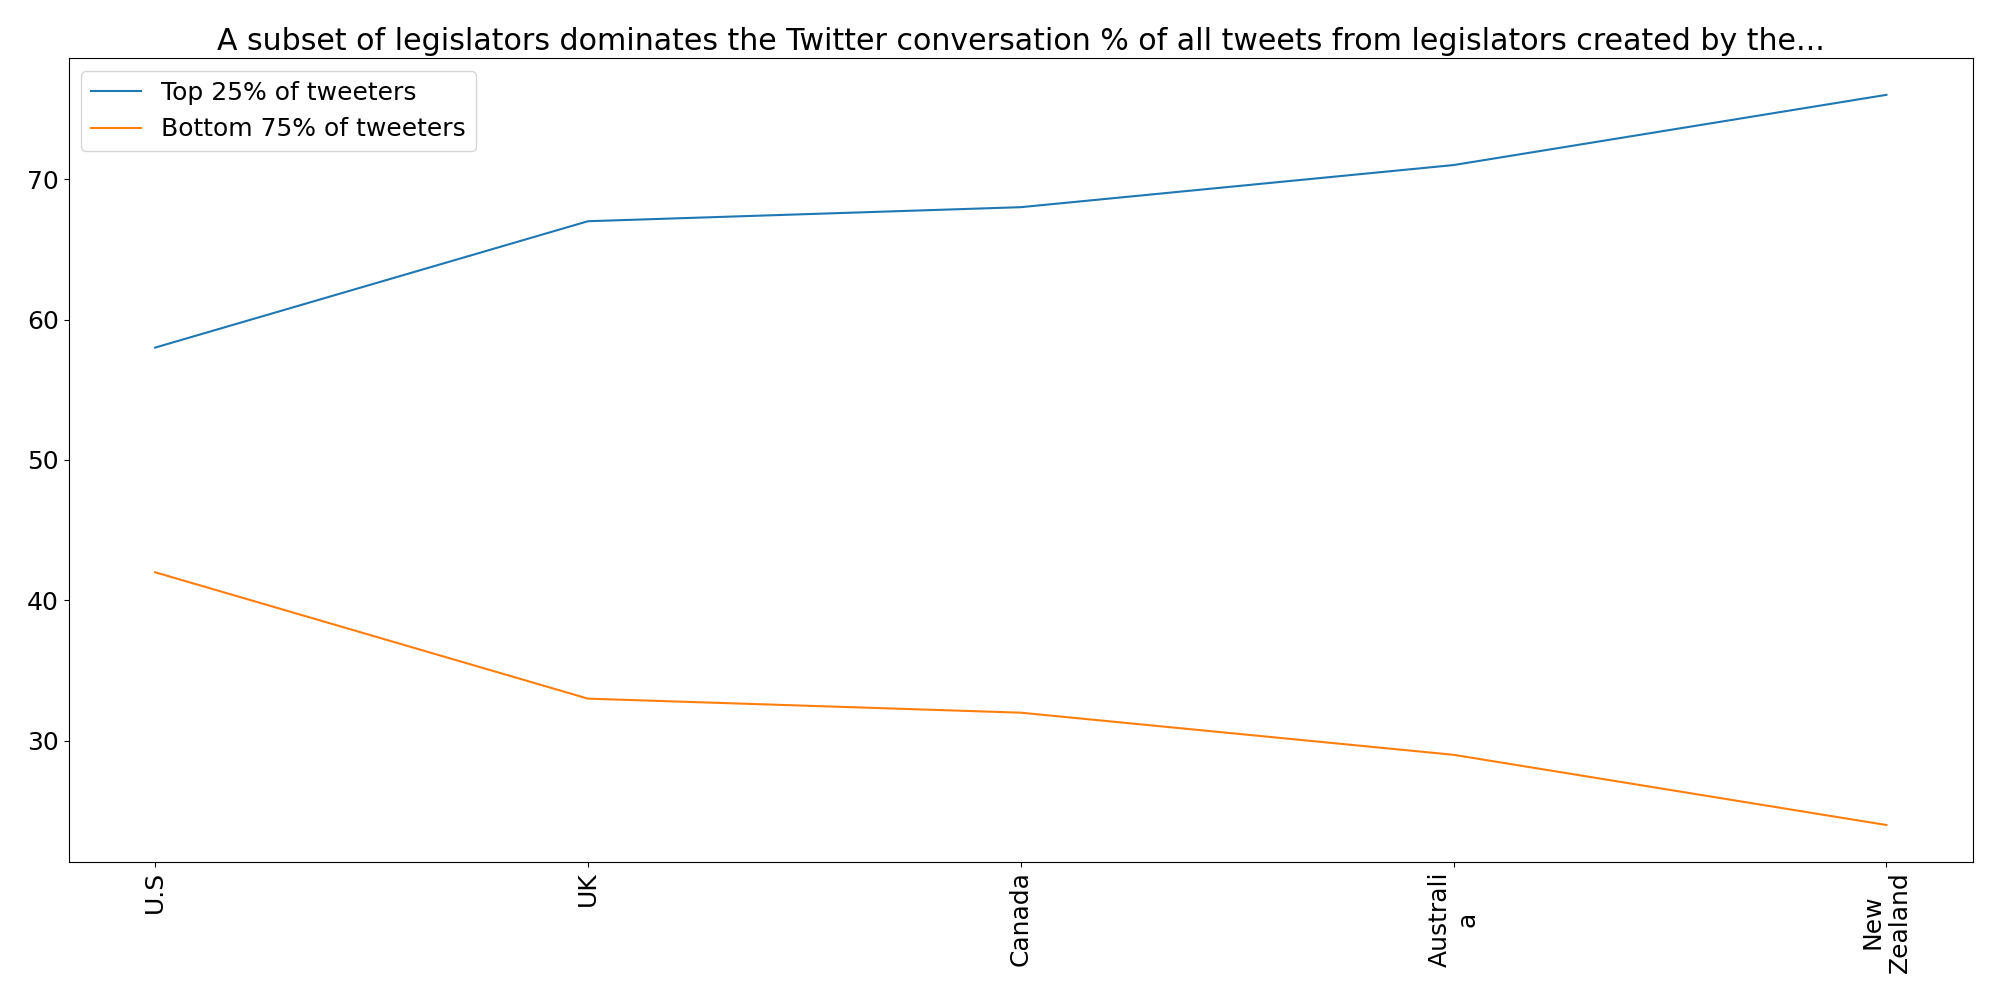 A subset of legislators dominates the Twitter conversation % of all tweets from legislators created by the...
Top 25% of tweeters
Bottom 75% of tweeters
70
60
50
40
30
U.S
UK
Canada
Australi
a
New
Zealand